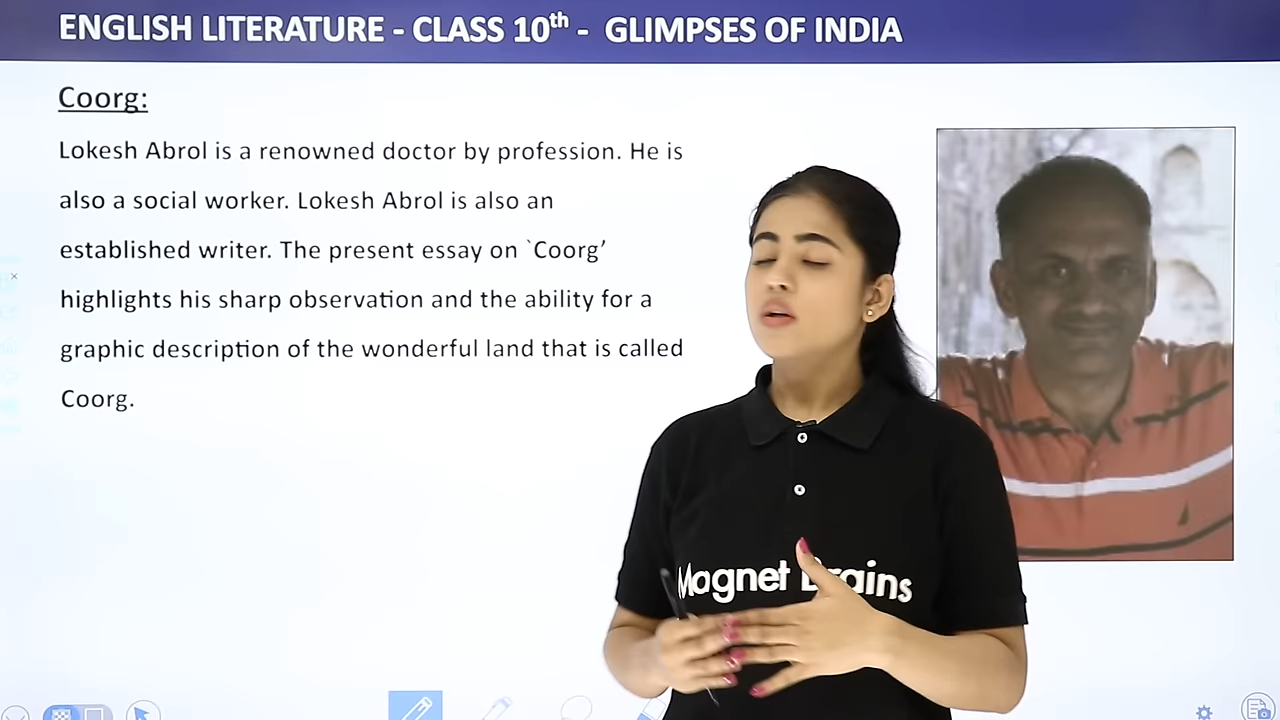 ENGLISH LITERATURE - CLASS 10th - GLIMPSES OF INDIA
Coorg:
Lokesh Abrol is a renowned doctor by profession. He is
also a social worker. Lokesh Abrol is also an
established writer. The present essay on `Coorg’
highlights his sharp observation and the ability for a
graphic description of the wonderful land that is called
Coorg.
Magnet Brains